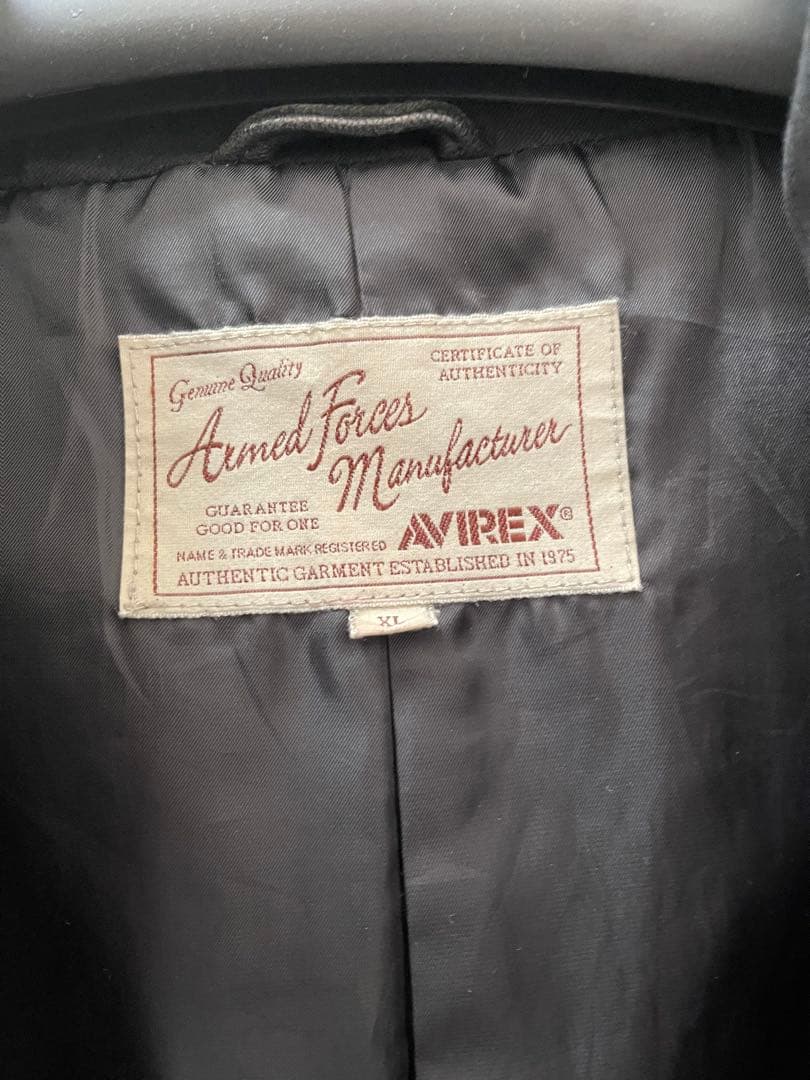 Genuine Quality
CERTIFICATE OF
AUTHENTICITY
Armed Forces
Manufacturer
GUARANTEE
GOOD FOR ONE
AVIREX®
NAME & TRADE MARK REGISTERED
AUTHENTIC GARMENT ESTABLISHED IN 1975
XL